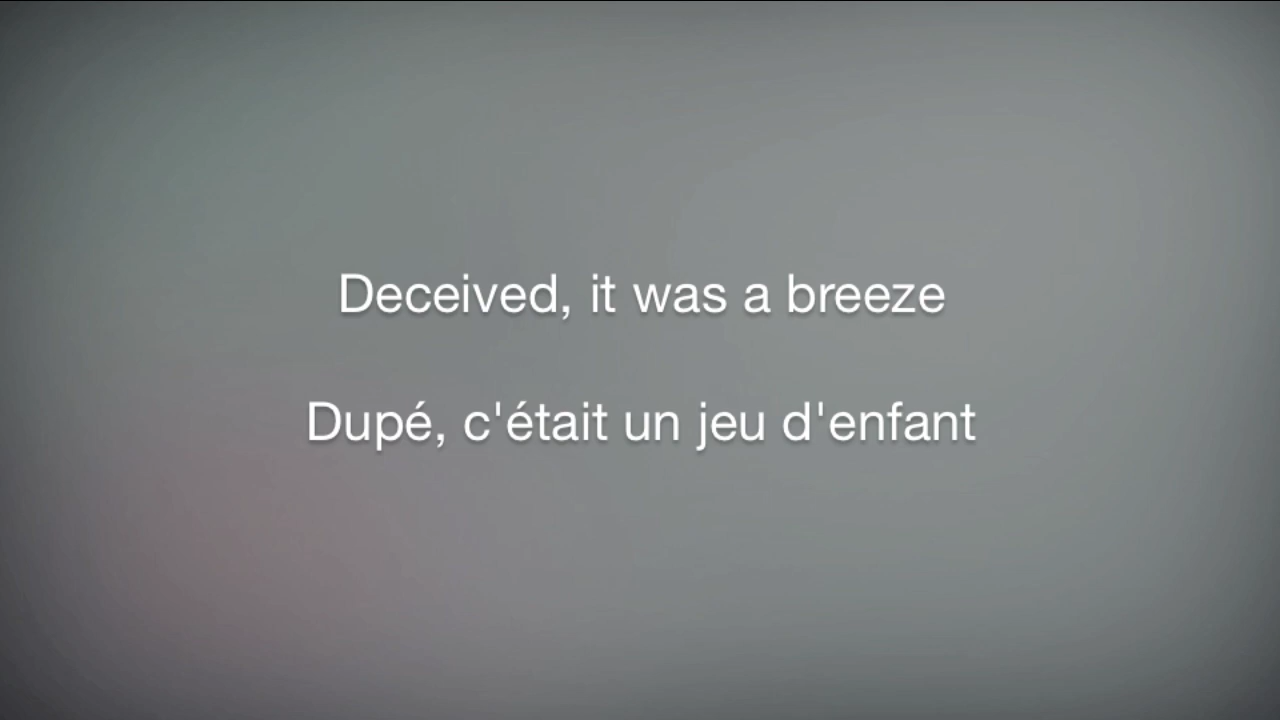 Deceived, it was a breeze
Dupé, c'était un jeu d'enfant